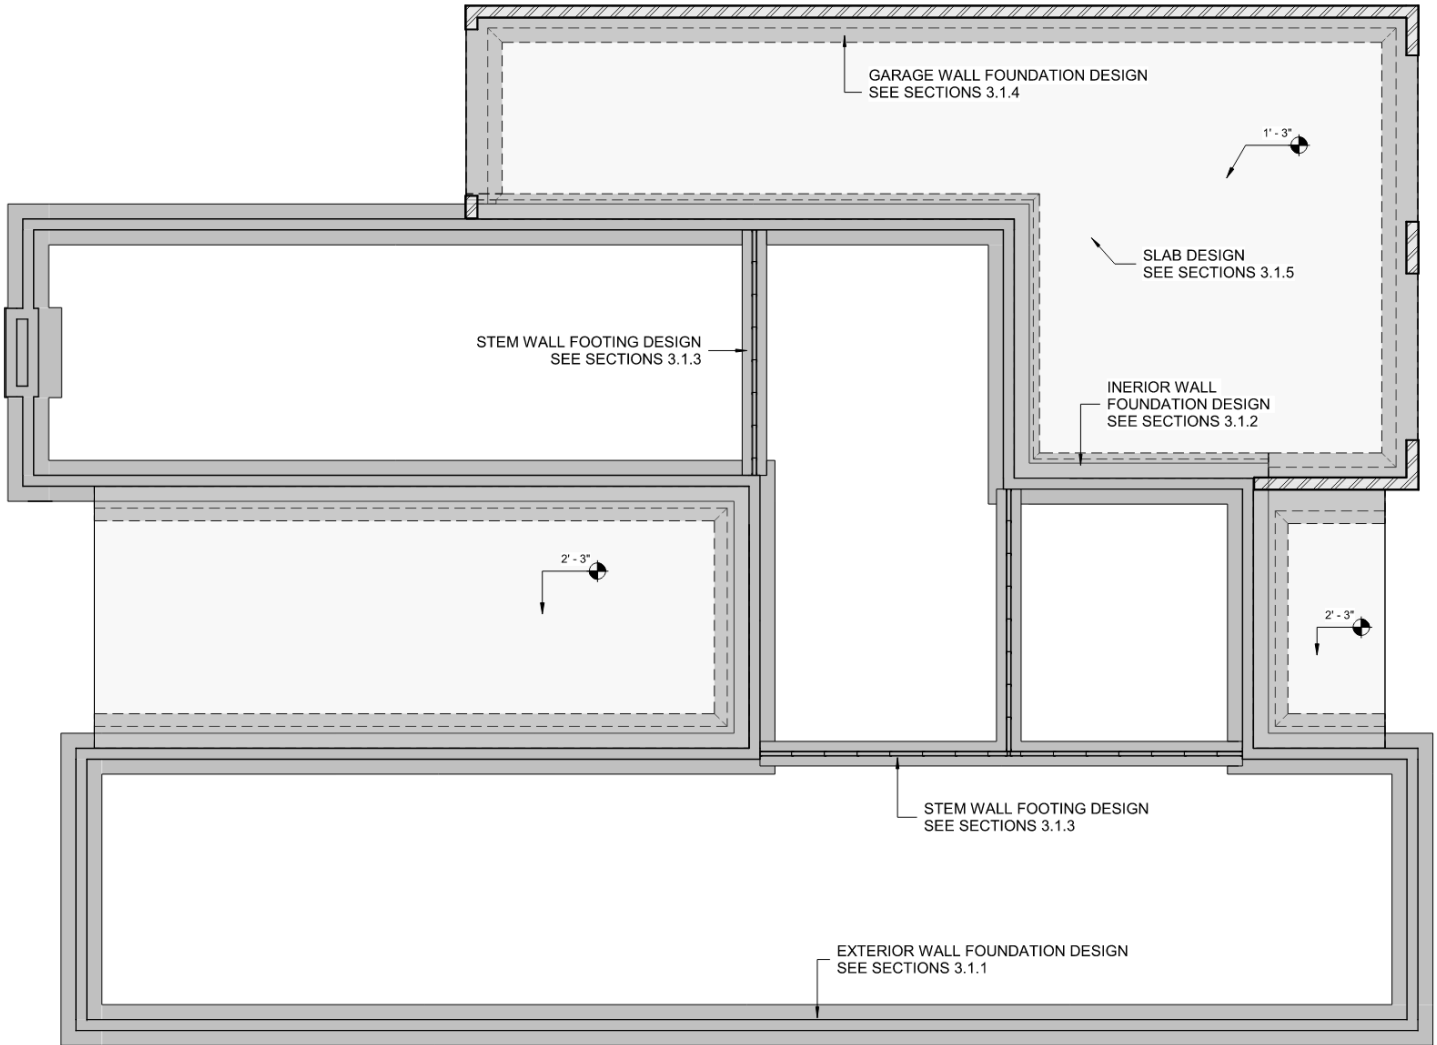 GARAGE WALL FOUNDATION DESIGN
SEE SECTIONS 3.1.4
1' - 3"
SLAB DESIGN
SEE SECTIONS 3.1.5
STEM WALL FOOTING DESIGN
SEE SECTIONS 3.1.3
INERIOR WALL
FOUNDATION DESIGN
SEE SECTIONS 3.1.2
2' - 3"
2' - 3"
STEM WALL FOOTING DESIGN
SEE SECTIONS 3.1.3
EXTERIOR WALL FOUNDATION DESIGN
SEE SECTIONS 3.1.1